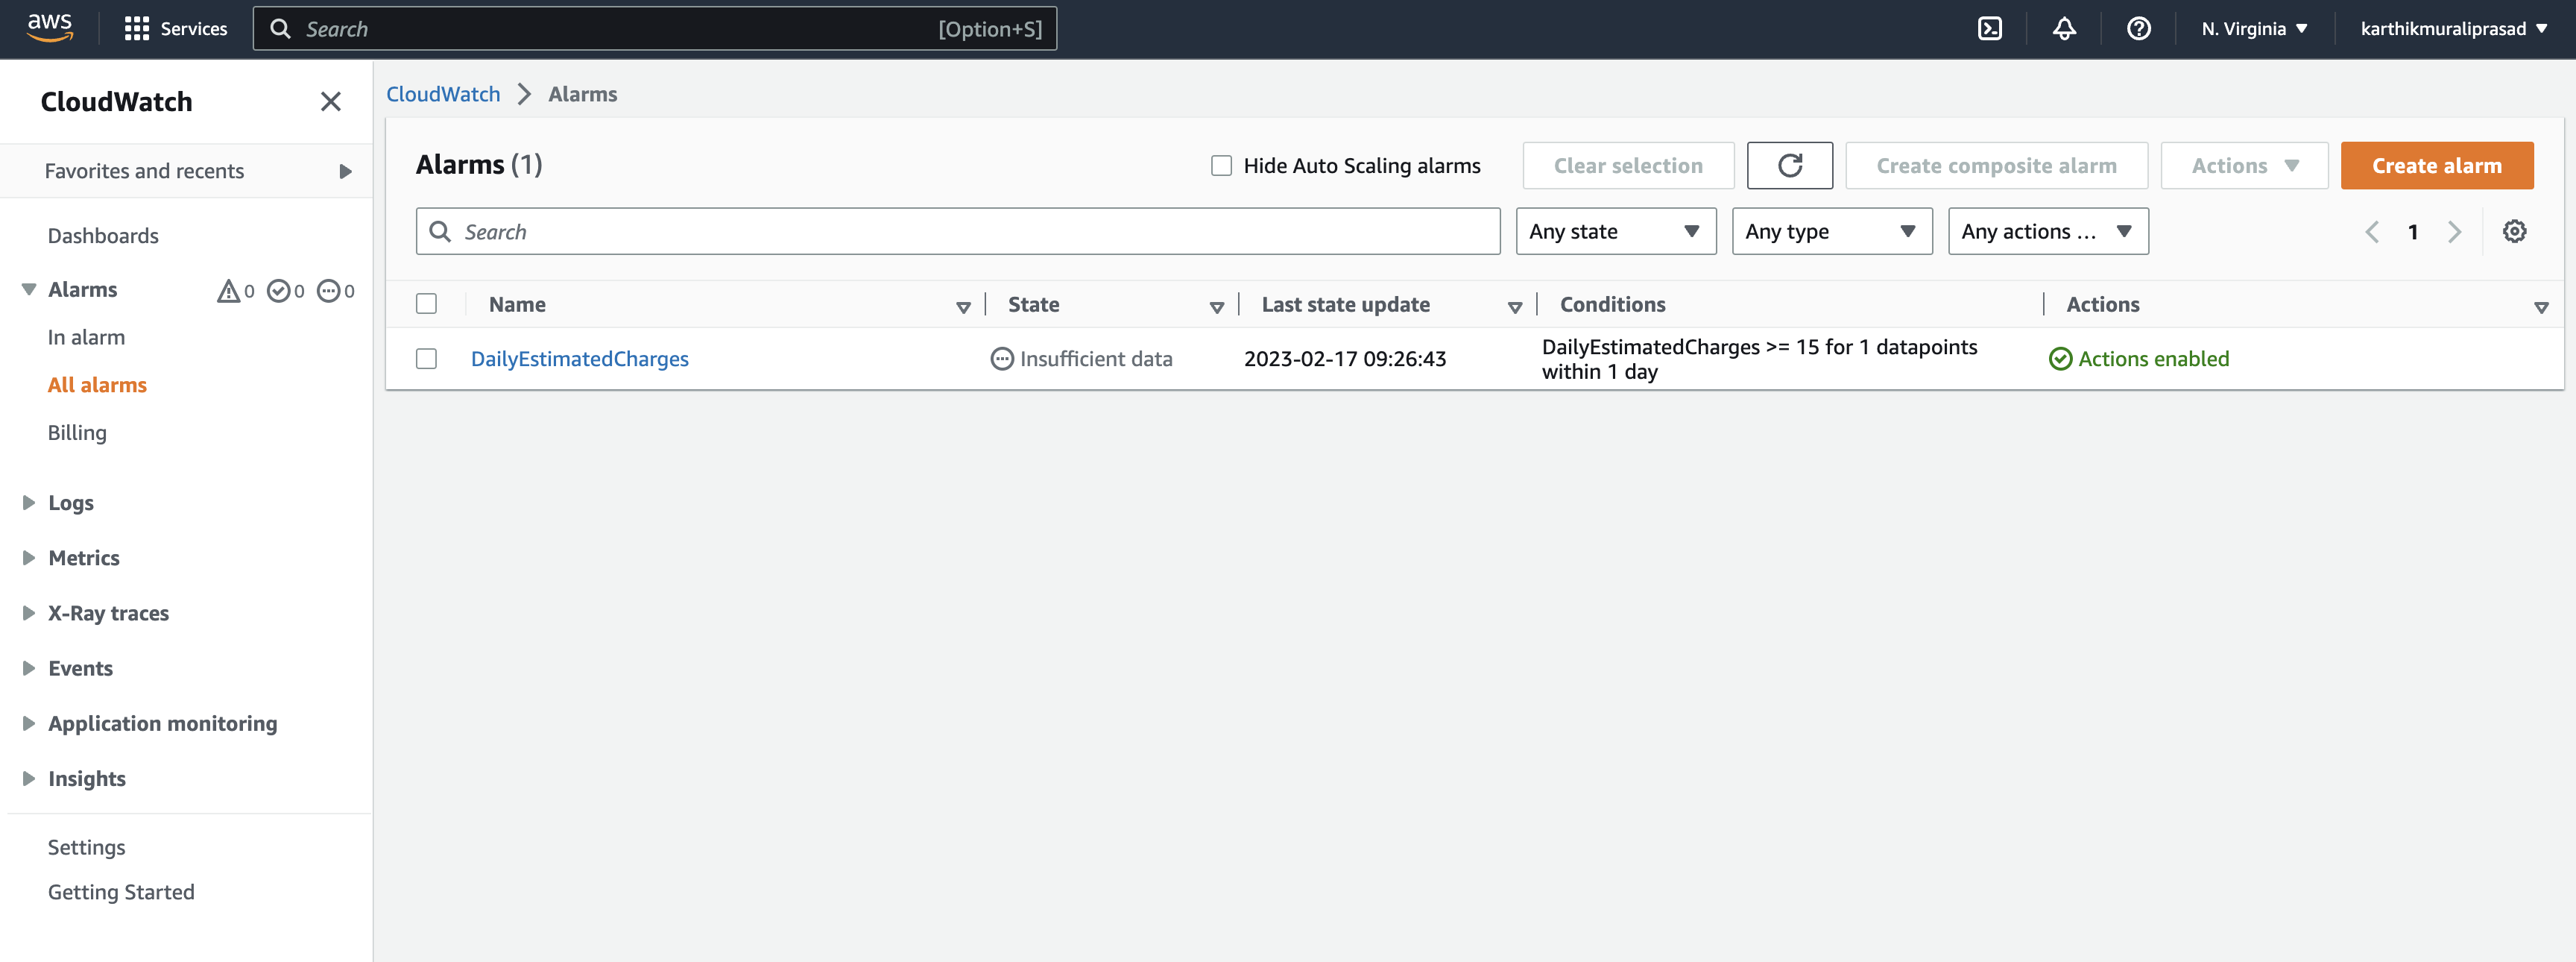 aws
Services
Search
[Option+S]
N. Virginia
karthikmuraliprasad
CloudWatch
Favorites and recents
Dashboards
Alarms 0 0 0
In alarm
All alarms
Billing
Logs
Metrics
X-Ray traces
Events
Application monitoring
Insights
Settings
Getting Started
CloudWatch > Alarms
Alarms (1)
Hide Auto Scaling alarms
Clear selection
Create composite alarm
Actions
Create alarm
Search
Any state
Any type
Any actions ...
1
Name State Last state update Conditions Actions
DailyEstimatedCharges
Insufficient data
2023-02-17 09:26:43
DailyEstimatedCharges >= 15 for 1 datapoints
within 1 day
Actions enabled